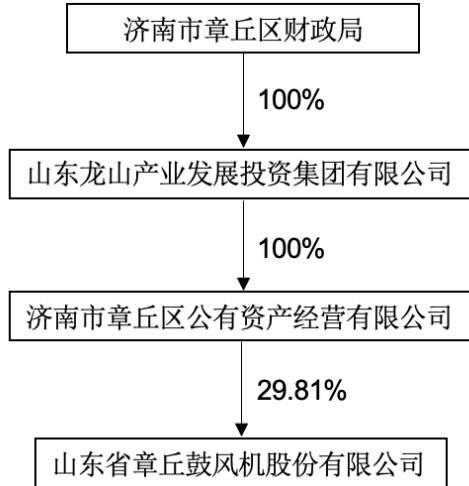 济南市章丘区财政局
100%
山东龙山产业发展投资集团有限公司
100%
济南市章丘区公有资产经营有限公司
29.81%
山东省章丘鼓风机股份有限公司